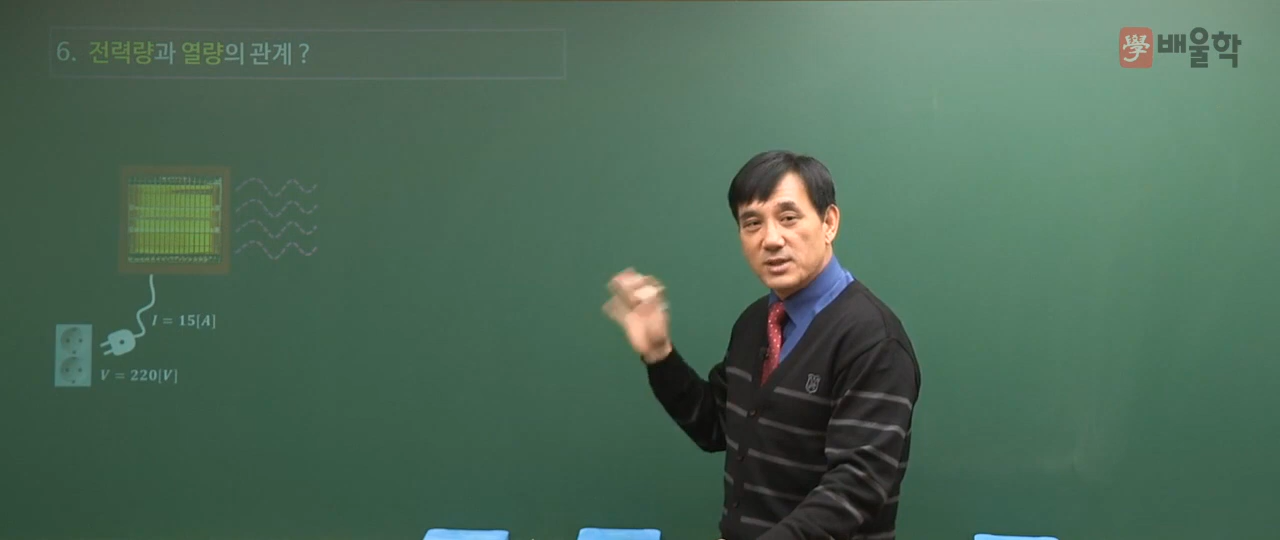 6. 전력량과 열량의 관계 ?
學 배울학
I = 15[A]
V = 220[V]